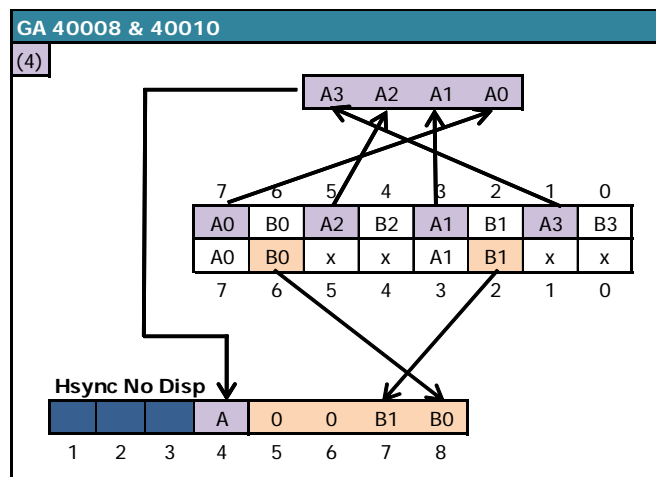 GA 40008 & 40010
(4)
A3 A2 A1 A0
7 6 5 4 3 2 1 0
A0 B0 A2 B2 A1 B1 A3 B3
A0 B0 x x A1 B1 x x
7 6 5 4 3 2 1 0
Hsync No Disp
A 0 0 B1 B0
1 2 3 4 5 6 7 8